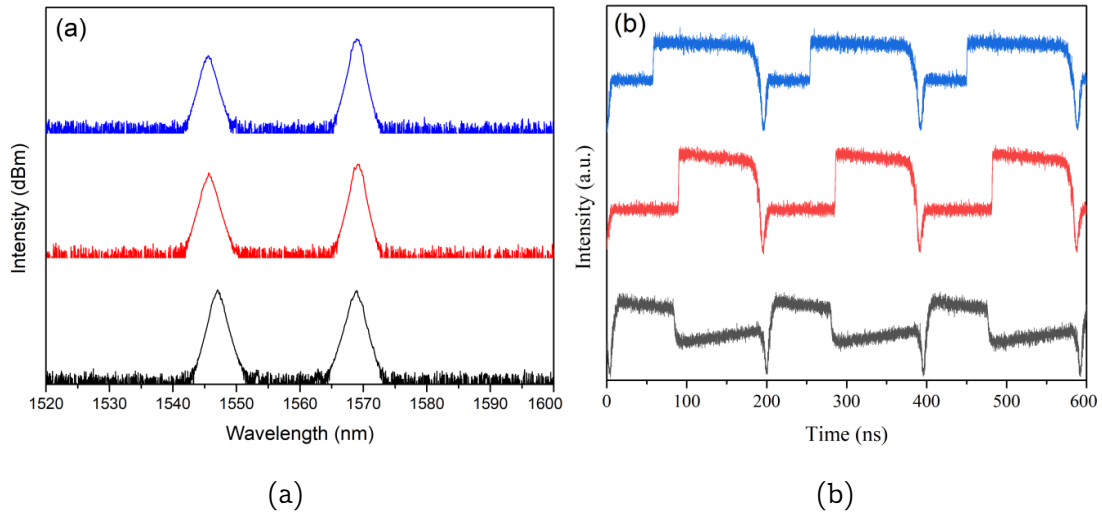 (a)
Intensity (dBm)
1520 1530 1540 1550 1560 1570 1580 1590 1600
Wavelength (nm)
(b)
Intensity (a.u.)
0 100 200 300 400 500 600
Time (ns)
(a)
(b)